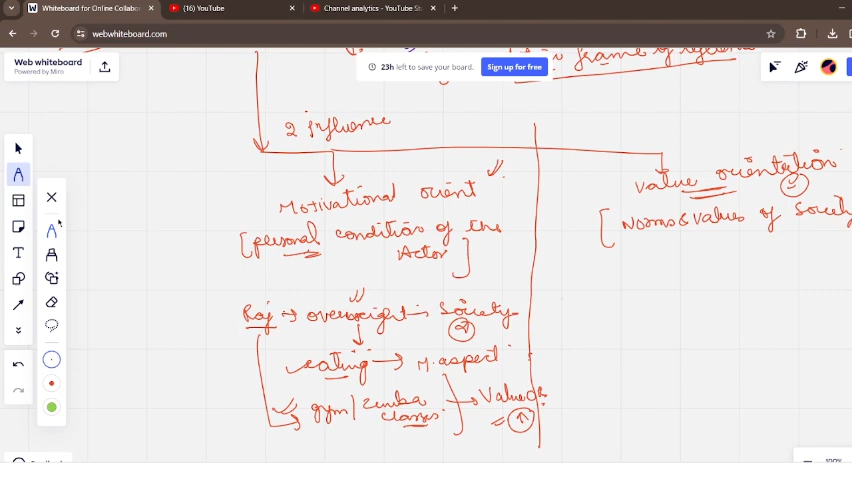 Whiteboard for Online Collabor
(16) YouTube
Channel analytics - YouTube St
webwhiteboard.com
Web whiteboard
Powered by Miro
23h left to save your board.
Sign up for free
frame of reference
2 influence
Motivational orient
[personal condition of the
Actor]
value orientation
[Norms & values of Society
Raj → overweight → Society
eating → M. aspect
gym/Zumba
classes
Value O.
T
100%